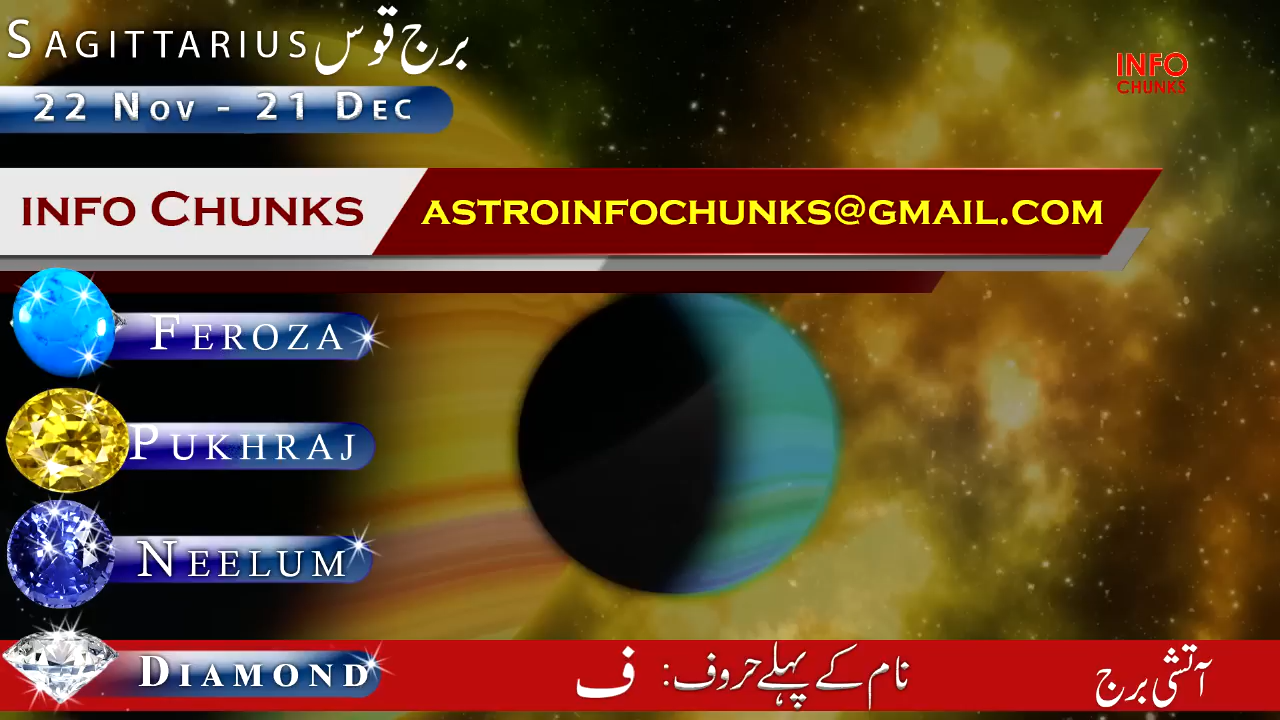 SAGITTARIUS برج قوس
22 Nov - 21 Dec
INFO
CHUNKS
INFO CHUNKS
ASTROINFOCHUNKS@GMAIL.COM
FEROZA
PUKHRAJ
NEELUM
DIAMOND
نام کے پہلے حروف: ف
آتشی برج